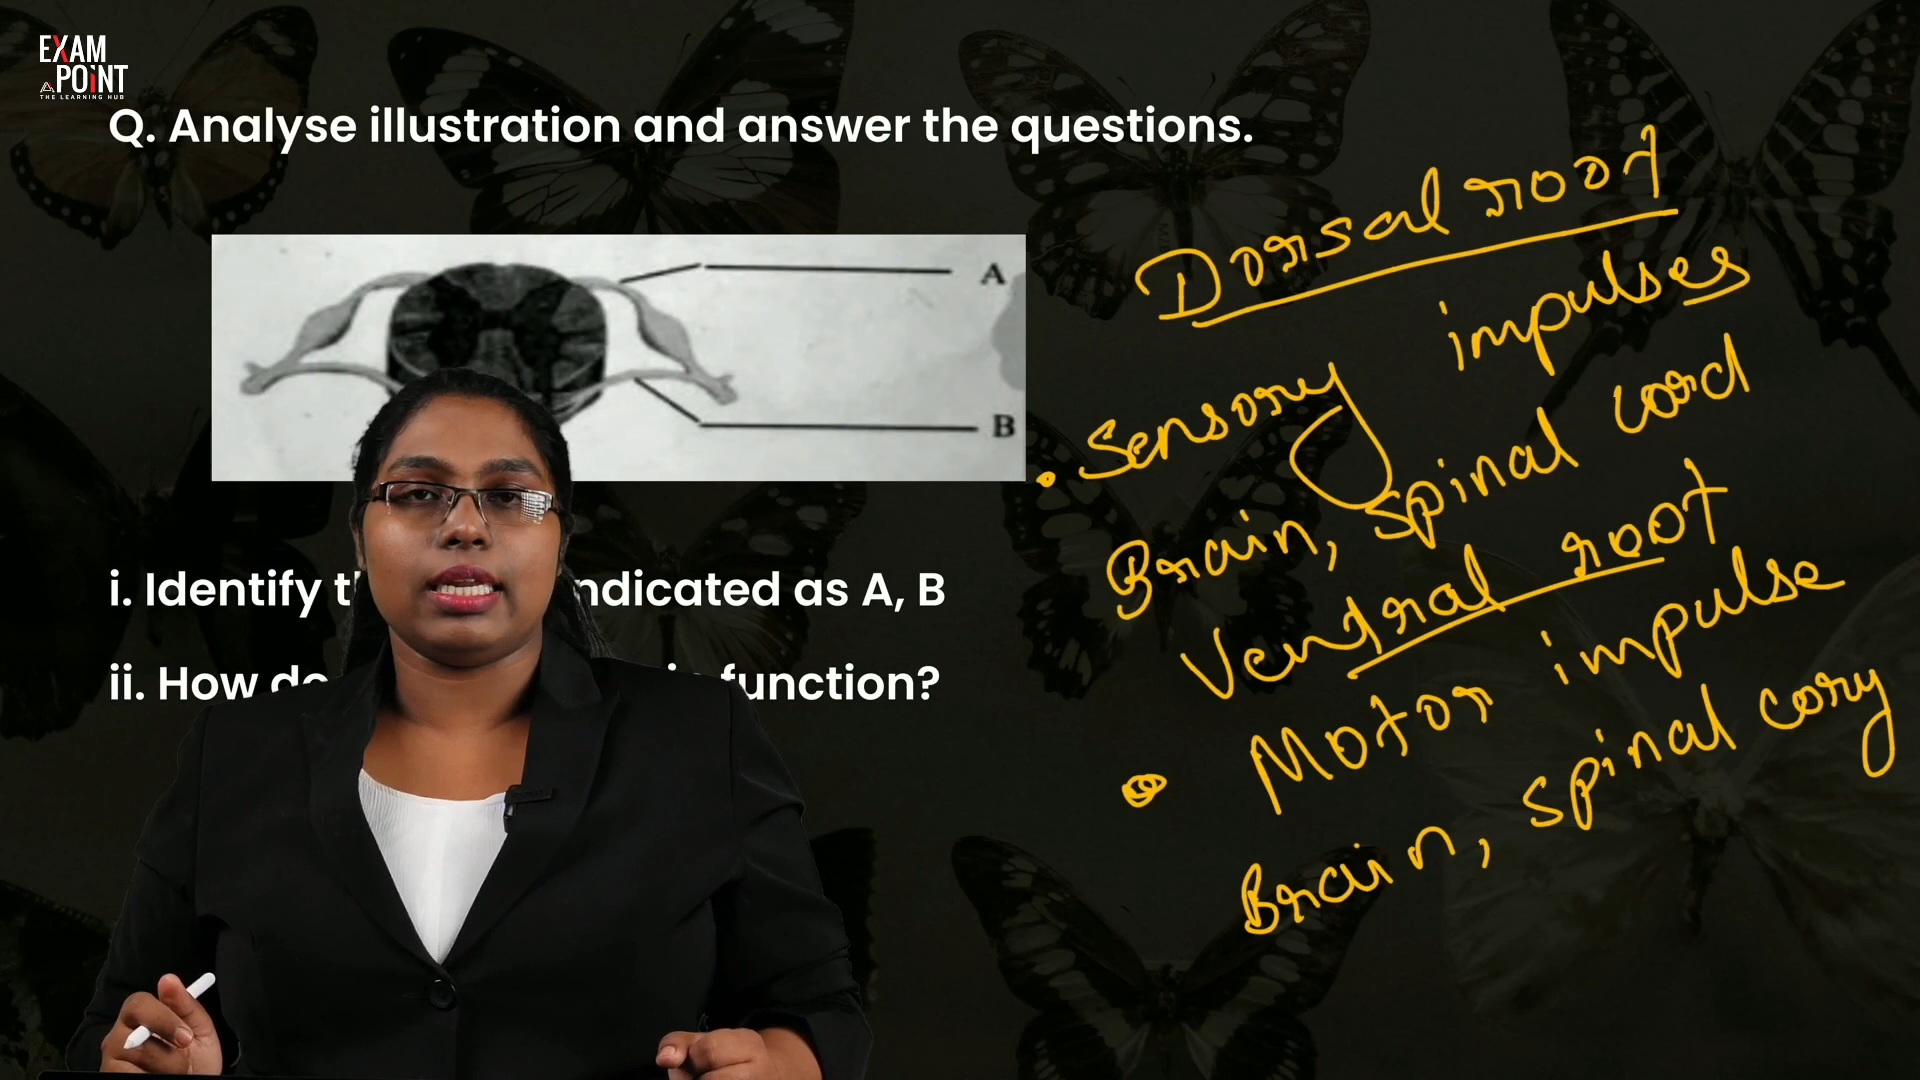 EXAM
POINT
THE LEARNING HUB
Q. Analyse illustration and answer the questions.
A
B
i. Identify t ndicated as A, B
ii. How do function?
Dorsal root
Sensory impulses
Brain, spinal cord
Ventral root
Motor impulse
Brain, spinal